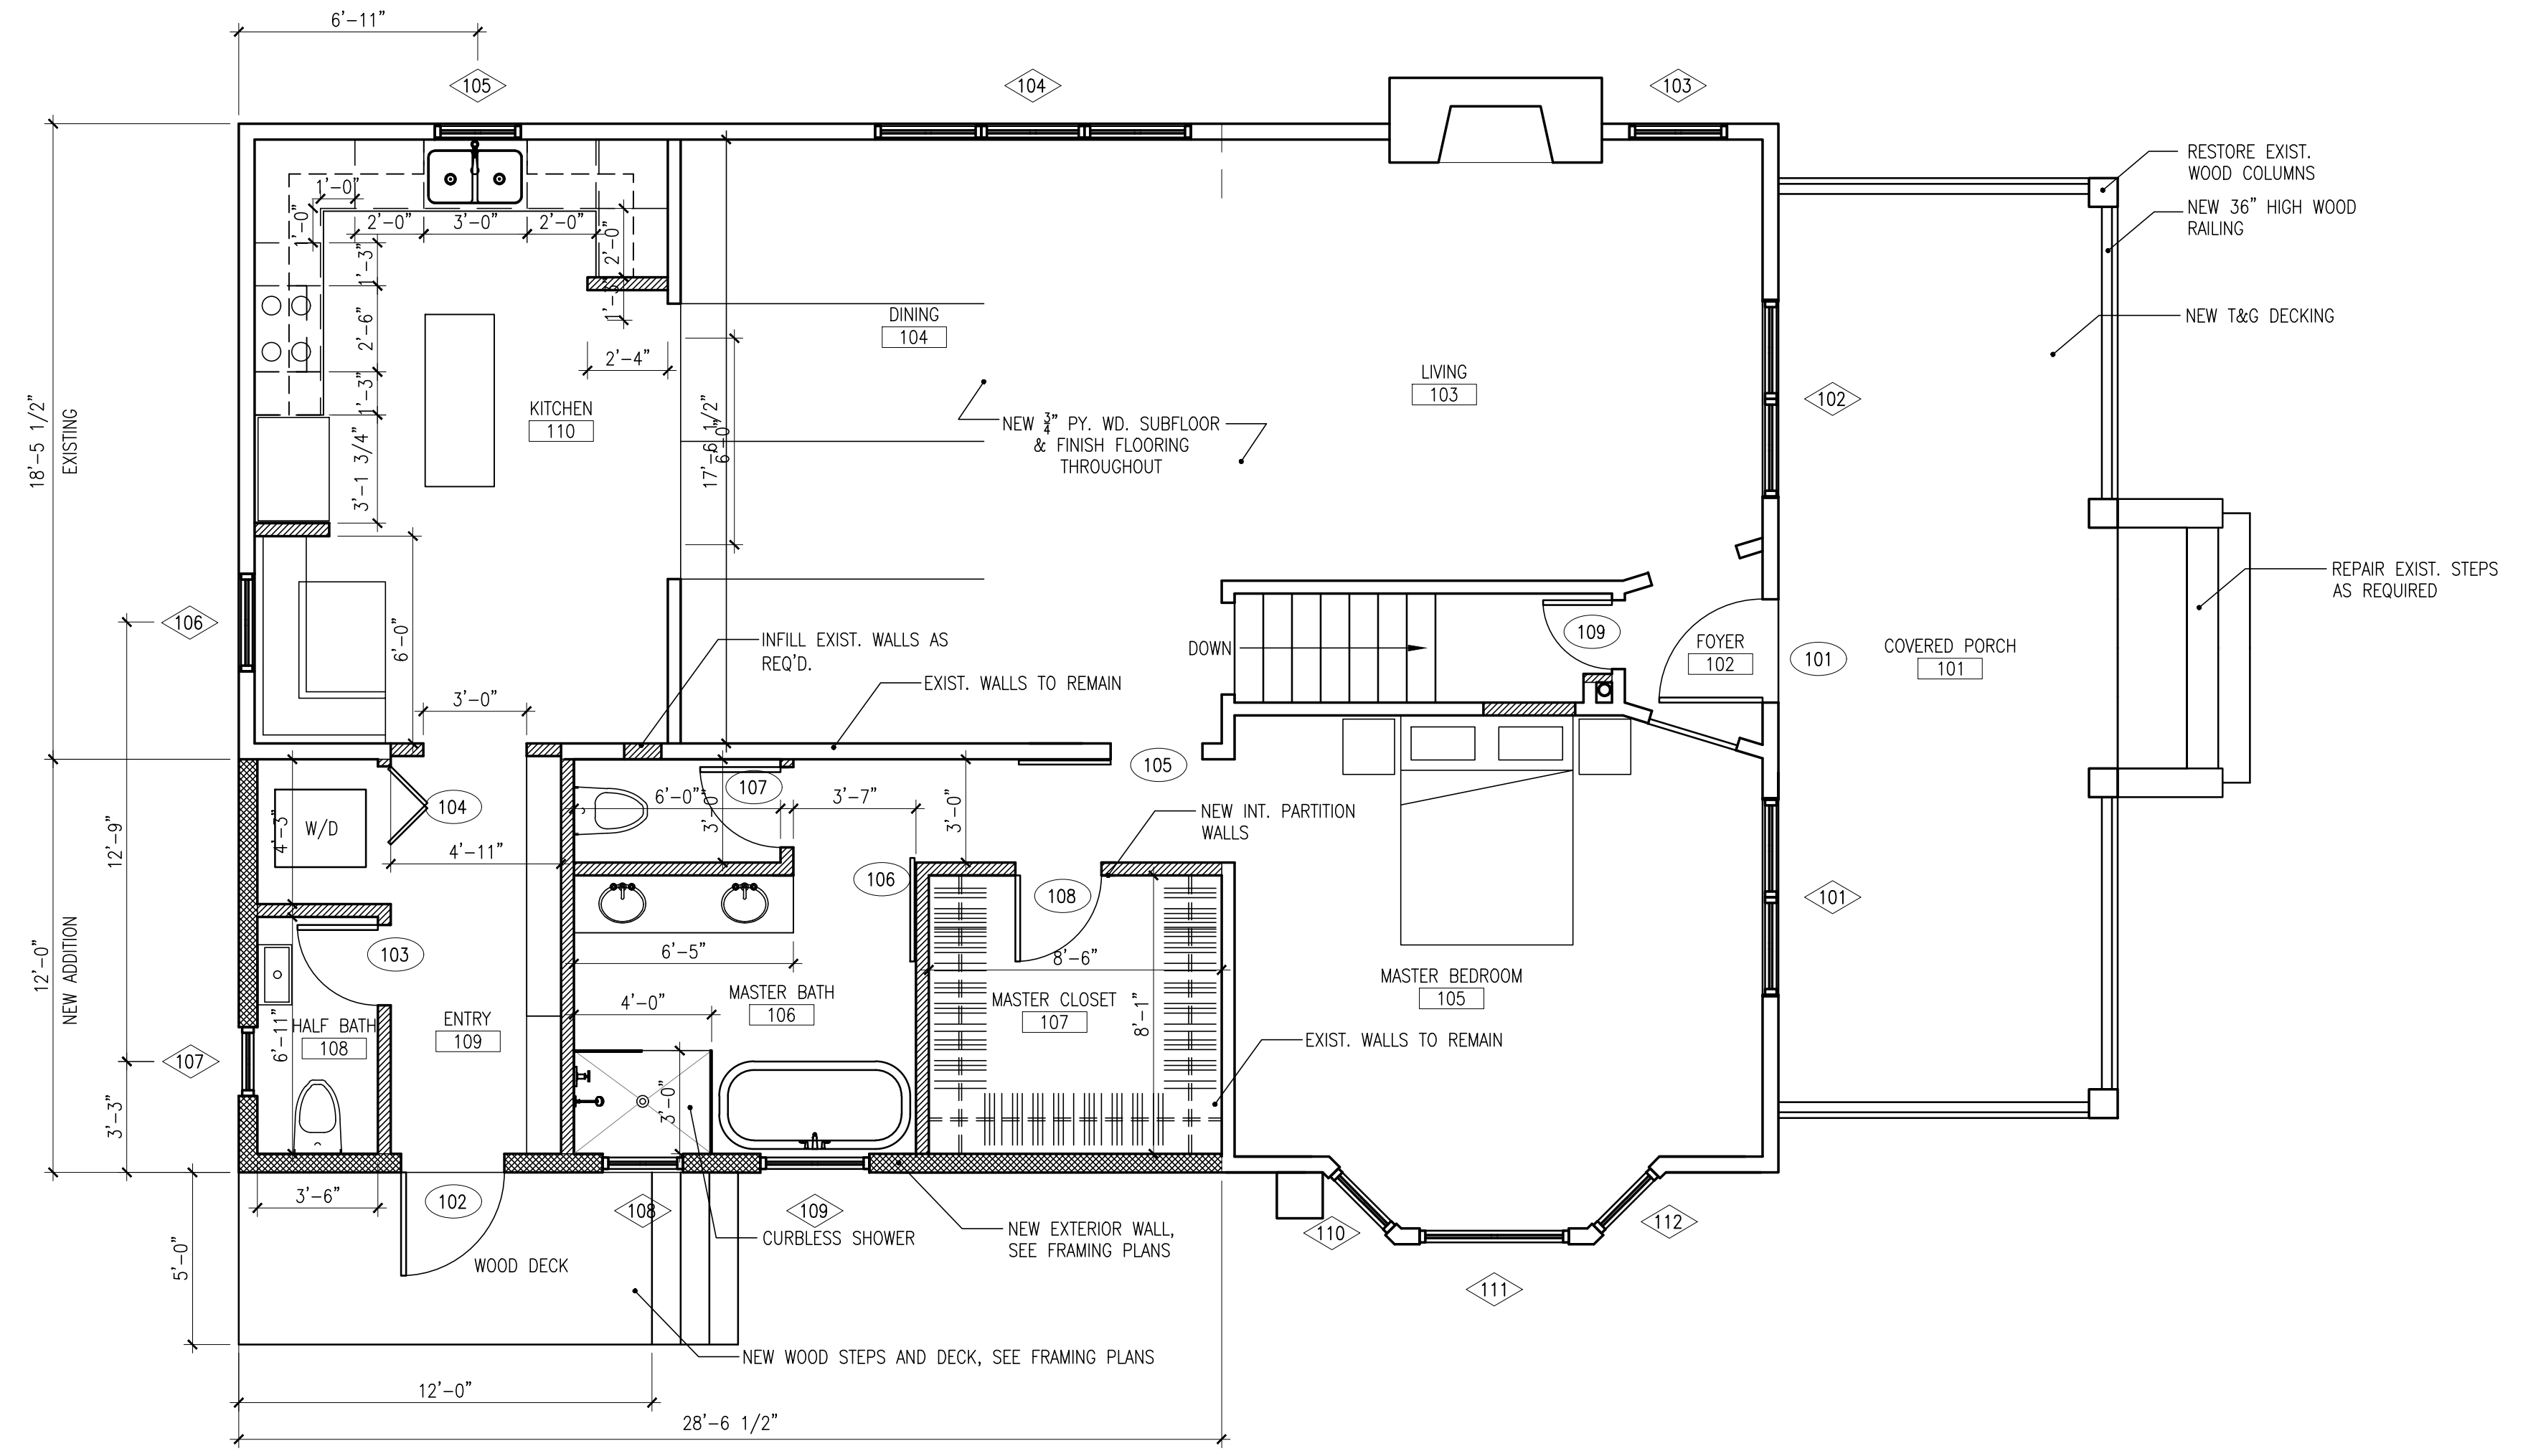 6'-11"
105
104
103
RESTORE EXIST.
WOOD COLUMNS
NEW 36" HIGH WOOD
RAILING
1'-0"
1'-0"
2'-0"
3'-0"
2'-0"
2'-0"
1'-3"
1'-3"
2'-6"
1'-3"
3'-1 3/4"
2'-4"
DINING
104
NEW T&G DECKING
LIVING
103
102
KITCHEN
110
18'-5 1/2"
EXISTING
17'-6 1/2"
6'-0"
NEW 3/4" PY. WD. SUBFLOOR
& FINISH FLOORING
THROUGHOUT
REPAIR EXIST. STEPS
AS REQUIRED
106
6'-0"
INFILL EXIST. WALLS AS
REQ'D.
EXIST. WALLS TO REMAIN
DOWN
109
FOYER
102
101
COVERED PORCH
101
3'-0"
105
104
W/D
4'-3"
4'-11"
107
6'-0"
3'-0"
3'-7"
3'-0"
NEW INT. PARTITION
WALLS
12'-9"
106
108
101
12'-0"
NEW ADDITION
103
6'-5"
8'-6"
MASTER BEDROOM
105
4'-0"
MASTER BATH
106
MASTER CLOSET
107
8'-1"
6'-11"
HALF BATH
108
ENTRY
109
EXIST. WALLS TO REMAIN
107
3'-3"
3'-0"
3'-6"
102
108
109
110
112
CURBLESS SHOWER
NEW EXTERIOR WALL,
SEE FRAMING PLANS
5'-0"
WOOD DECK
111
NEW WOOD STEPS AND DECK, SEE FRAMING PLANS
12'-0"
28'-6 1/2"